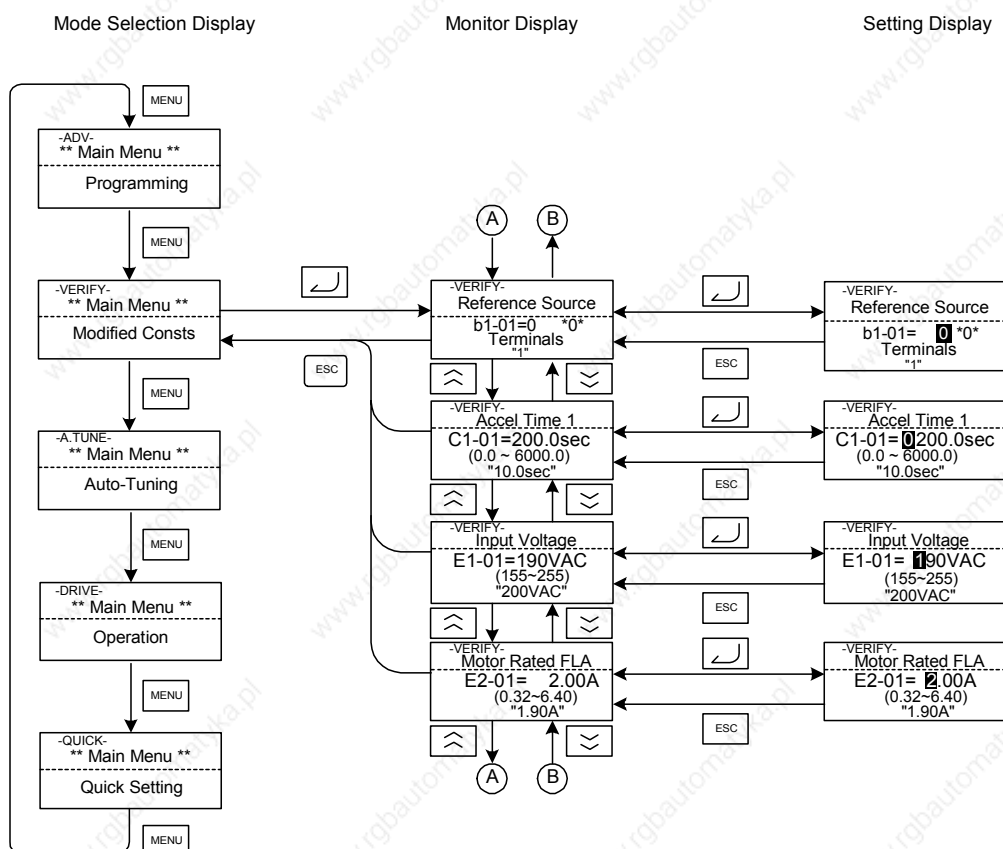 Mode Selection Display
Monitor Display
Setting Display
MENU
-ADV-
** Main Menu **
Programming
MENU
-VERIFY-
** Main Menu **
Modified Consts
MENU
-A.TUNE-
** Main Menu **
Auto-Tuning
MENU
-DRIVE-
** Main Menu **
Operation
MENU
-QUICK-
** Main Menu **
Quick Setting
MENU
ESC
A
B
-VERIFY-
Reference Source
b1-01=0 *0*
Terminals
"1"
-VERIFY-
Accel Time 1
C1-01=200.0sec
(0.0 ~ 6000.0)
"10.0sec"
-VERIFY-
Input Voltage
E1-01=190VAC
(155~255)
"200VAC"
-VERIFY-
Motor Rated FLA
E2-01= 2.00A
(0.32~6.40)
"1.90A"
A
B
ESC
ESC
ESC
ESC
-VERIFY-
Reference Source
b1-01= 0 *0*
Terminals
"1"
-VERIFY-
Accel Time 1
C1-01= 0200.0sec
(0.0 ~ 6000.0)
"10.0sec"
-VERIFY-
Input Voltage
E1-01= 190VAC
(155~255)
"200VAC"
-VERIFY-
Motor Rated FLA
E2-01= 2.00A
(0.32~6.40)
"1.90A"
www.rgbautomatyka.pl